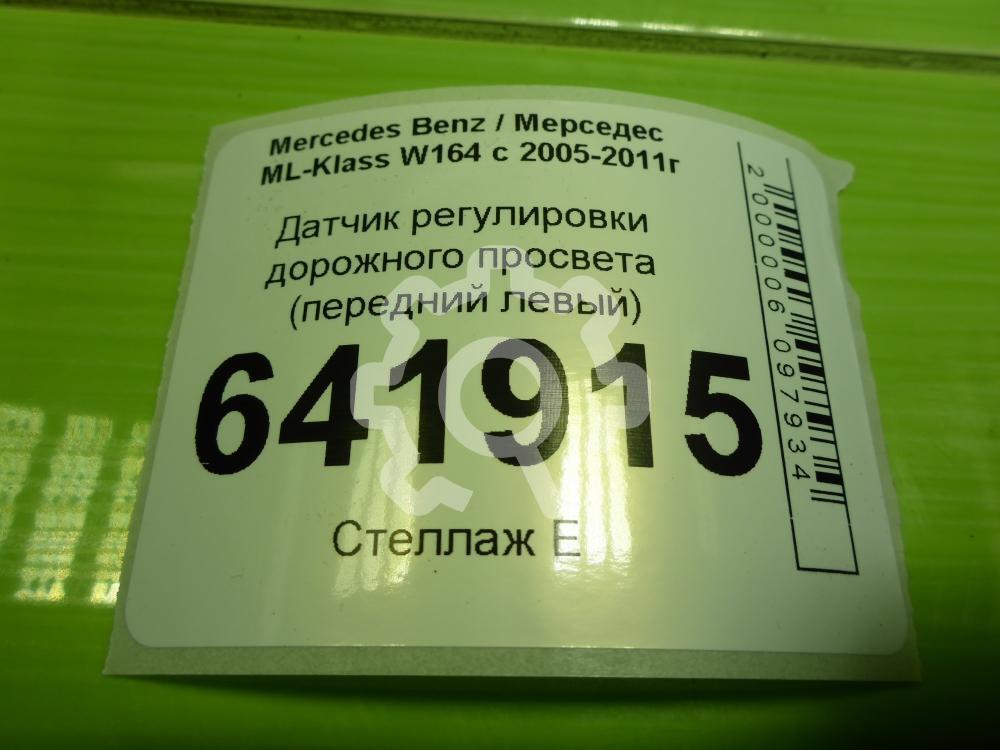 Mercedes Benz / Мерседес
ML-Klass W164 с 2005-2011г
Датчик регулировки
дорожного просвета
(передний левый)
641915
Стеллаж Е
2000006097934